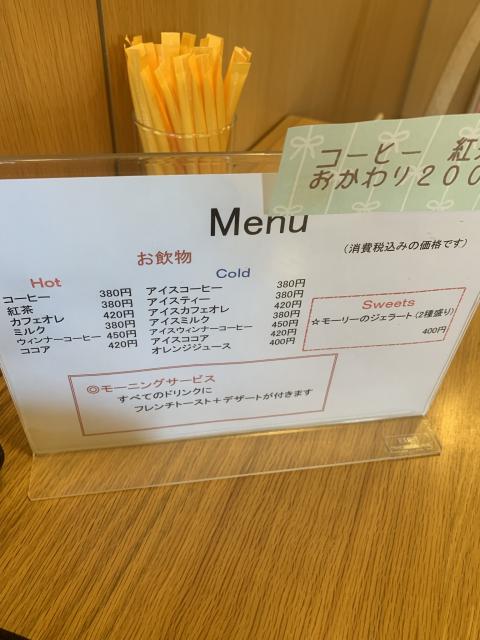 コーヒー 紅
おかわり200
Menu
(消費税込みの価格です)
お飲物
Hot
コーヒー 380円
紅茶 380円
カフェオレ 420円
ミルク 380円
ウィンナーコーヒー 450円
ココア 420円
Cold
アイスコーヒー 380円
アイスティー 380円
アイスカフェオレ 420円
アイスミルク 380円
アイスウィンナーコーヒー 450円
アイスココア 420円
オレンジジュース 400円
Sweets
☆モーリーのジェラート(2種盛り)
400円
◎モーニングサービス
すべてのドリンクに
フレンチトースト+デザートが付きます